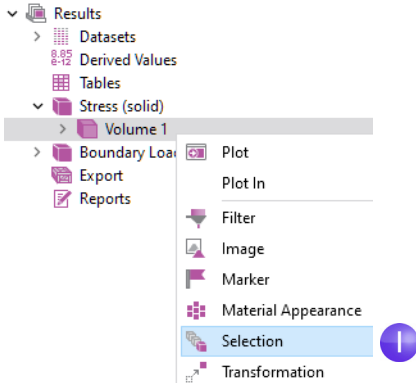 Results
Datasets
8.85
e-12
Derived Values
Tables
Stress (solid)
Volume 1
Boundary Loa
Plot
Plot In
Export
Reports
Filter
Image
Marker
Material Appearance
Selection
I
Transformation